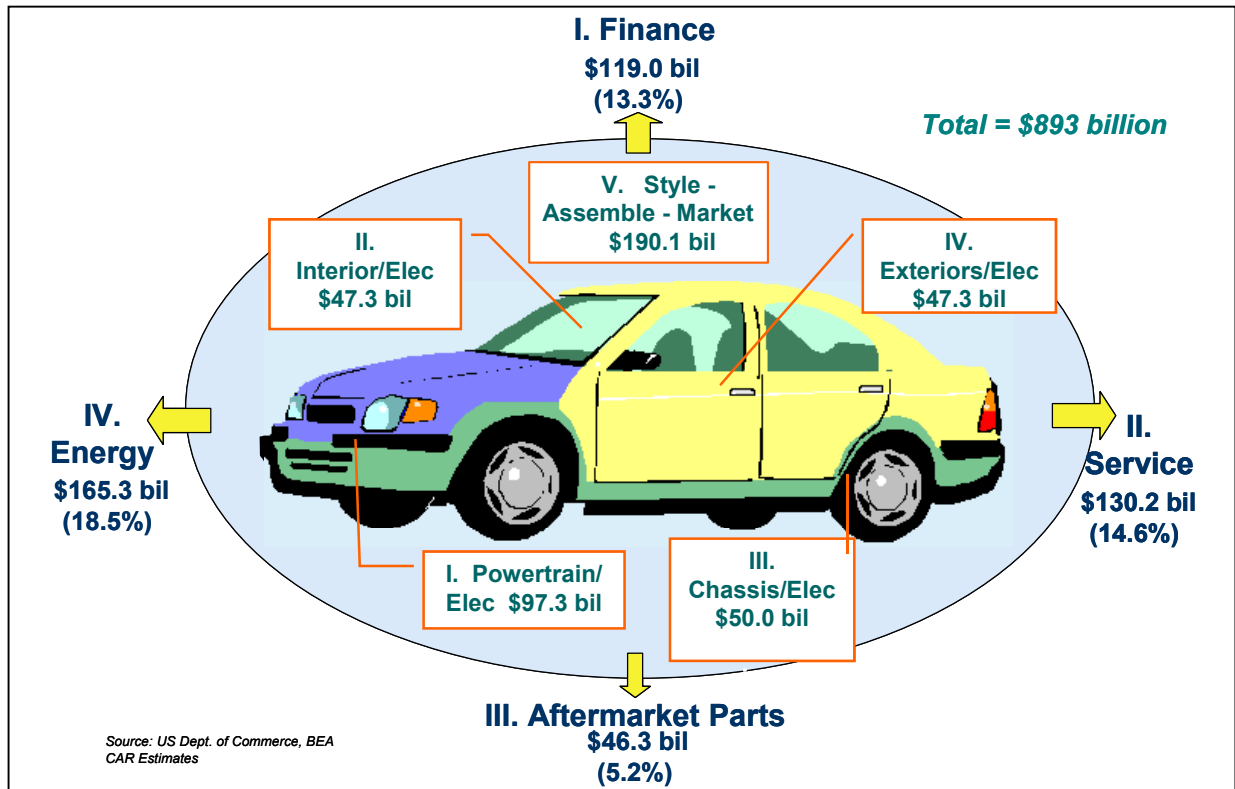 I. Finance
$119.0 bil
(13.3%)
Total = $893 billion
V. Style -
Assemble - Market
$190.1 bil
II.
Interior/Elec
$47.3 bil
IV.
Exteriors/Elec
$47.3 bil
IV.
Energy
$165.3 bil
(18.5%)
II.
Service
$130.2 bil
(14.6%)
I. Powertrain/
Elec $97.3 bil
III.
Chassis/Elec
$50.0 bil
III. Aftermarket Parts
$46.3 bil
(5.2%)
Source: US Dept. of Commerce, BEA
CAR Estimates